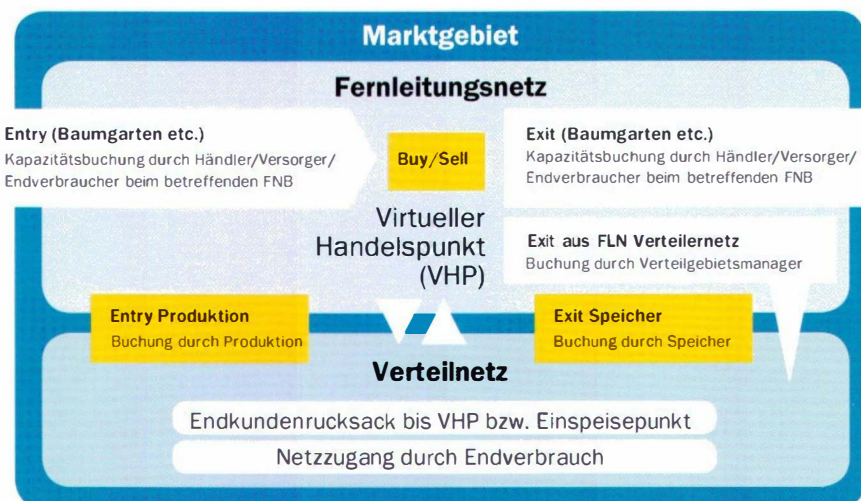 Marktgebiet
Fernleitungsnetz
Entry (Baumgarten etc.)
Kapazitätsbuchung durch Händler/Versorger/
Endverbraucher beim betreffenden FNB
Buy/Sell
Exit (Baumgarten etc.)
Kapazitätsbuchung durch Händler/Versorger/
Endverbraucher beim betreffenden FNB
Virtueller
Handelspunkt
(VHP)
Exit aus FLN Verteilernetz
Buchung durch Verteilgebietsmanager
Entry Produktion
Buchung durch Produktion
Exit Speicher
Buchung durch Speicher
Verteilnetz
Endkundenrucksack bis VHP bzw. Einspeisepunkt
Netzzugang durch Endverbrauch